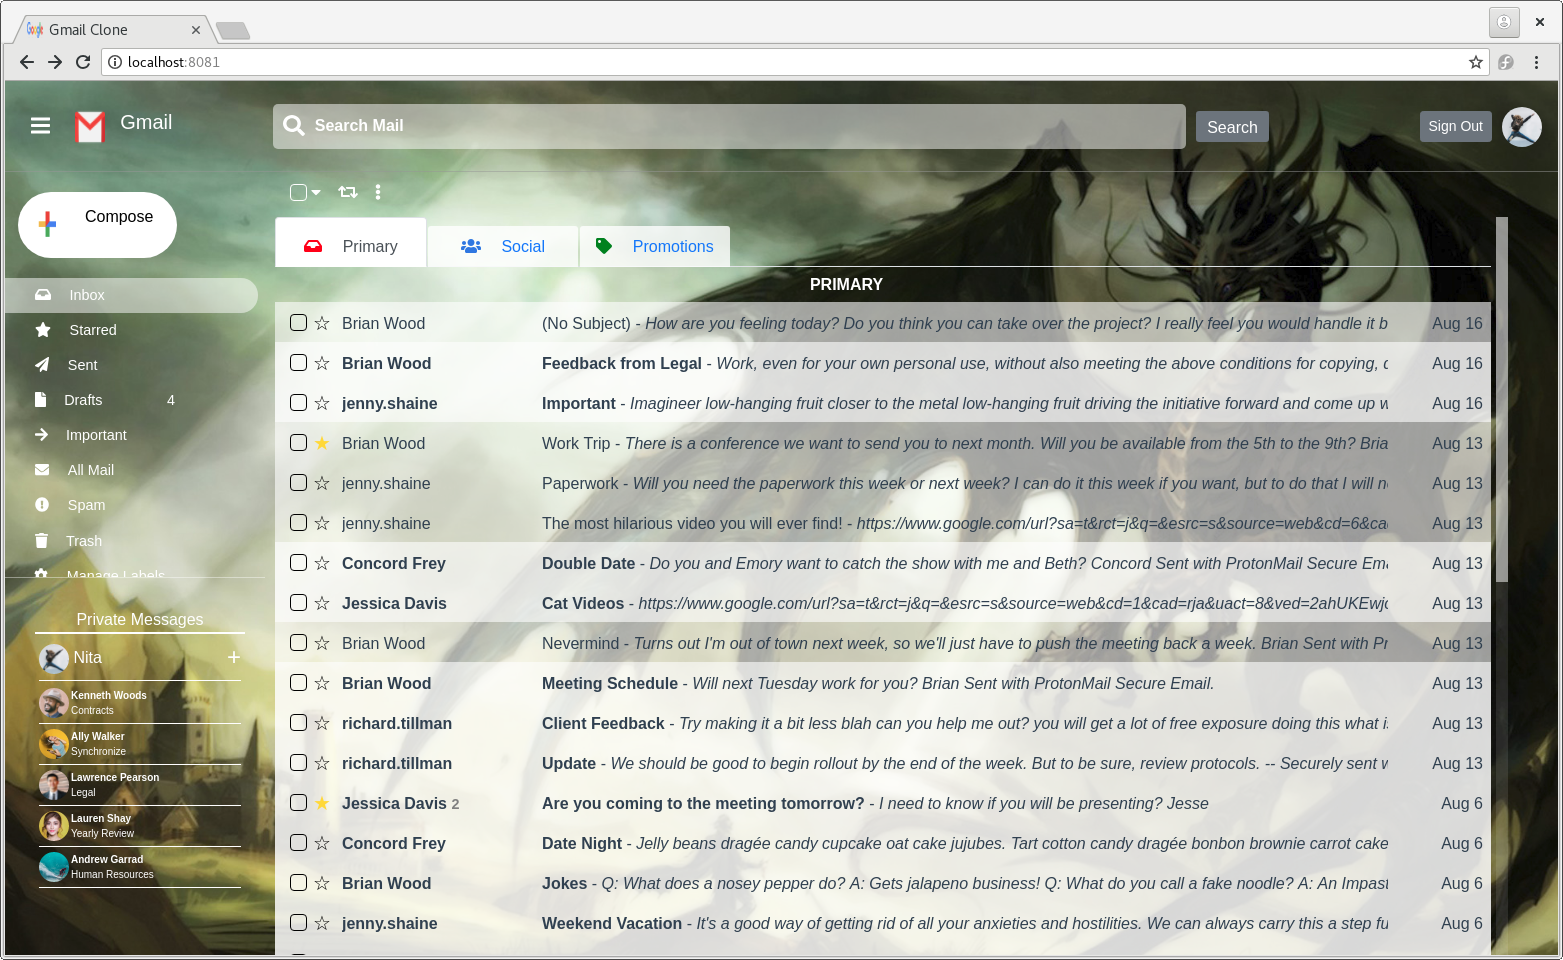 Gmail Clone
localhost:8081
Gmail
Search Mail
Search
Sign Out
Compose
Inbox
Starred
Sent
Drafts 4
Important
All Mail
Spam
Trash
Manage Labels
Private Messages
Nita
Kenneth Woods
Contracts
Ally Walker
Synchronize
Lawrence Pearson
Legal
Lauren Shay
Yearly Review
Andrew Garrad
Human Resources
Primary Social Promotions
PRIMARY
Brian Wood (No Subject) - How are you feeling today? Do you think you can take over the project? I really feel you would handle it b Aug 16
Brian Wood Feedback from Legal - Work, even for your own personal use, without also meeting the above conditions for copying, Aug 16
jenny.shaine Important - Imagineer low-hanging fruit closer to the metal low-hanging fruit driving the initiative forward and come up w Aug 16
Brian Wood Work Trip - There is a conference we want to send you to next month. Will you be available from the 5th to the 9th? Bria Aug 13
jenny.shaine Paperwork - Will you need the paperwork this week or next week? I can do it this week if you want, but to do that I will n Aug 13
jenny.shaine The most hilarious video you will ever find! - https://www.google.com/url?sa=t&rct=j&q=&esrc=s&source=web&cd=6&ca Aug 13
Concord Frey Double Date - Do you and Emory want to catch the show with me and Beth? Concord Sent with ProtonMail Secure Ema Aug 13
Jessica Davis Cat Videos - https://www.google.com/url?sa=t&rct=j&q=&esrc=s&source=web&cd=1&cad=rja&uact=8&ved=2ahUKEwj Aug 13
Brian Wood Nevermind - Turns out I'm out of town next week, so we'll just have to push the meeting back a week. Brian Sent with Pr Aug 13
Brian Wood Meeting Schedule - Will next Tuesday work for you? Brian Sent with ProtonMail Secure Email. Aug 13
richard.tillman Client Feedback - Try making it a bit less blah can you help me out? you will get a lot of free exposure doing this what i Aug 13
richard.tillman Update - We should be good to begin rollout by the end of the week. But to be sure, review protocols. -- Securely sent w Aug 13
Jessica Davis 2 Are you coming to the meeting tomorrow? - I need to know if you will be presenting? Jesse Aug 6
Concord Frey Date Night - Jelly beans dragée candy cupcake oat cake jujubes. Tart cotton candy dragée bonbon brownie carrot cake Aug 6
Brian Wood Jokes - Q: What does a nosey pepper do? A: Gets jalapeno business! Q: What do you call a fake noodle? A: An Impast Aug 6
jenny.shaine Weekend Vacation - It's a good way of getting rid of all your anxieties and hostilities. We can always carry this a step fu Aug 6